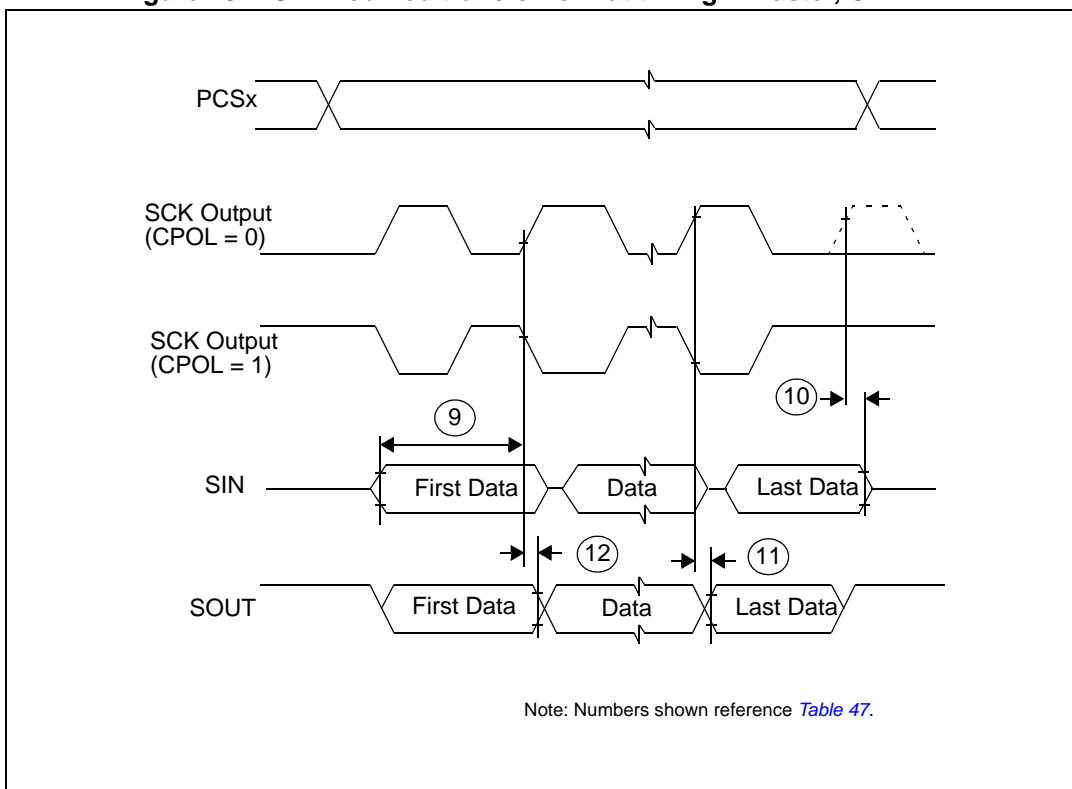 PCSx
SCK Output
(CPOL = 0)
SCK Output
(CPOL = 1)
10
9
SIN
First Data
Data
Last Data
12
11
SOUT
First Data
Data
Last Data
Note: Numbers shown reference Table 47.